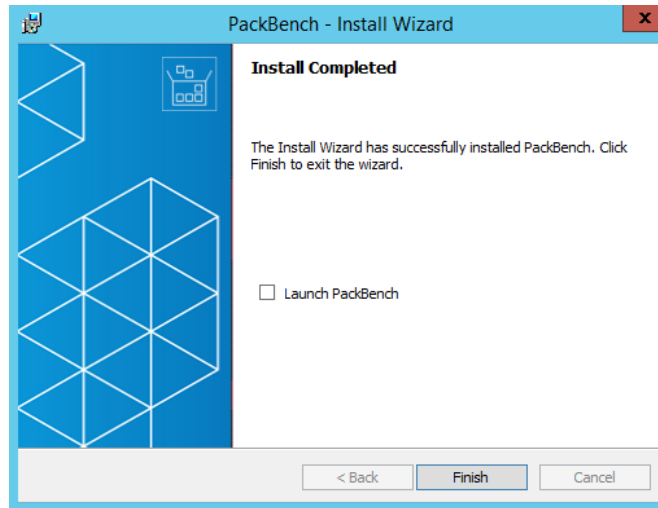 PackBench - Install Wizard
x
Install Completed
The Install Wizard has successfully installed PackBench. Click
Finish to exit the wizard.
Launch PackBench
< Back
Finish
Cancel